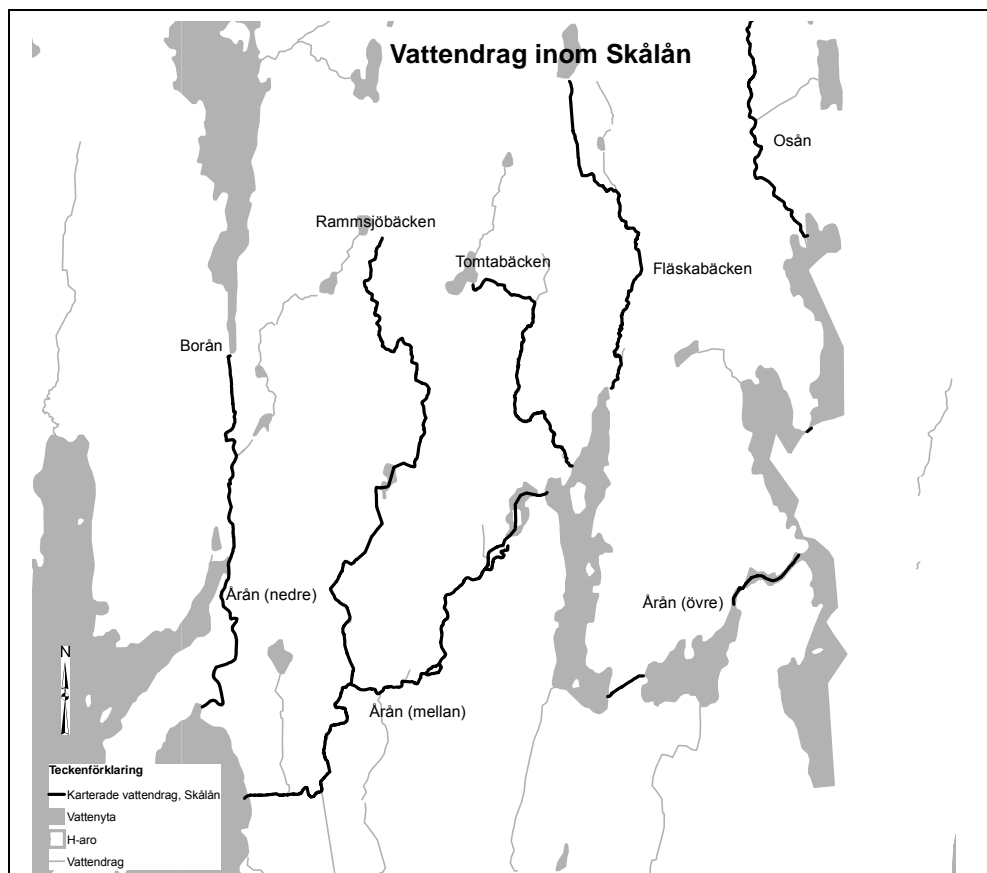 Vattendrag inom Skålån
Osån
Rammsjöbäcken
Tomtabäcken
Fläskabäcken
Borån
Årån (nedre)
Årån (övre)
N
Årån (mellan)
Teckenförklaring
Karterade vattendrag, Skålån
Vattenyta
H-aro
Vattendrag